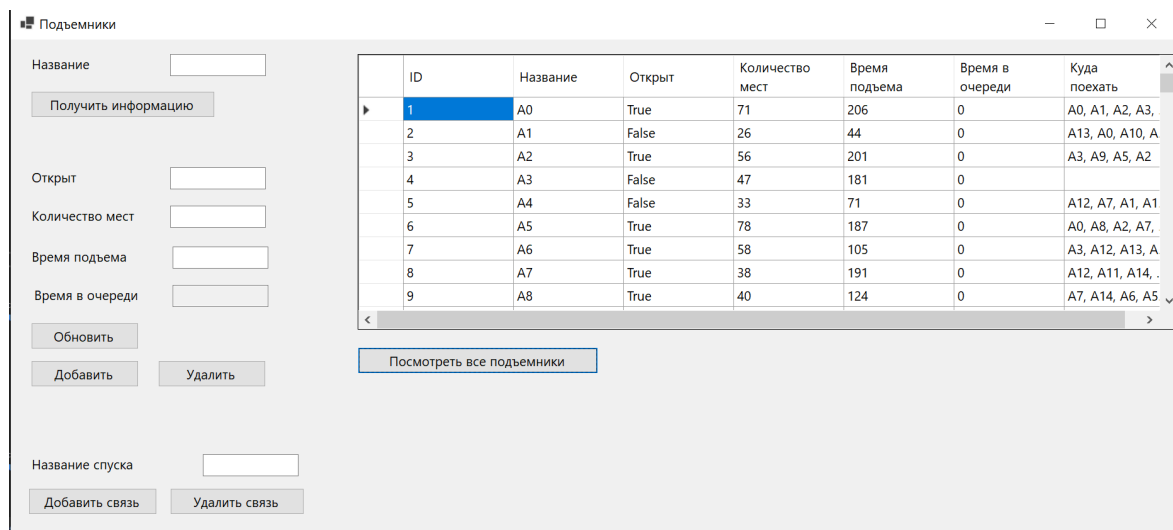 Подъемники
Название
Получить информацию
Открыт
Количество мест
Время подъема
Время в очереди
Обновить
Добавить Удалить
Название спуска
Добавить связь Удалить связь
ID Название Открыт Количество мест Время подъема Время в очереди Куда поехать
1 A0 True 71 206 0 A0, A1, A2, A3,
2 A1 False 26 44 0 A13, A0, A10, A
3 A2 True 56 201 0 A3, A9, A5, A2
4 A3 False 47 181 0
5 A4 False 33 71 0 A12, A7, A1, A1
6 A5 True 78 187 0 A0, A8, A2, A7, .
7 A6 True 58 105 0 A3, A12, A13, A
8 A7 True 38 191 0 A12, A11, A14, .
9 A8 True 40 124 0 A7, A14, A6, A5
Посмотреть все подъемники